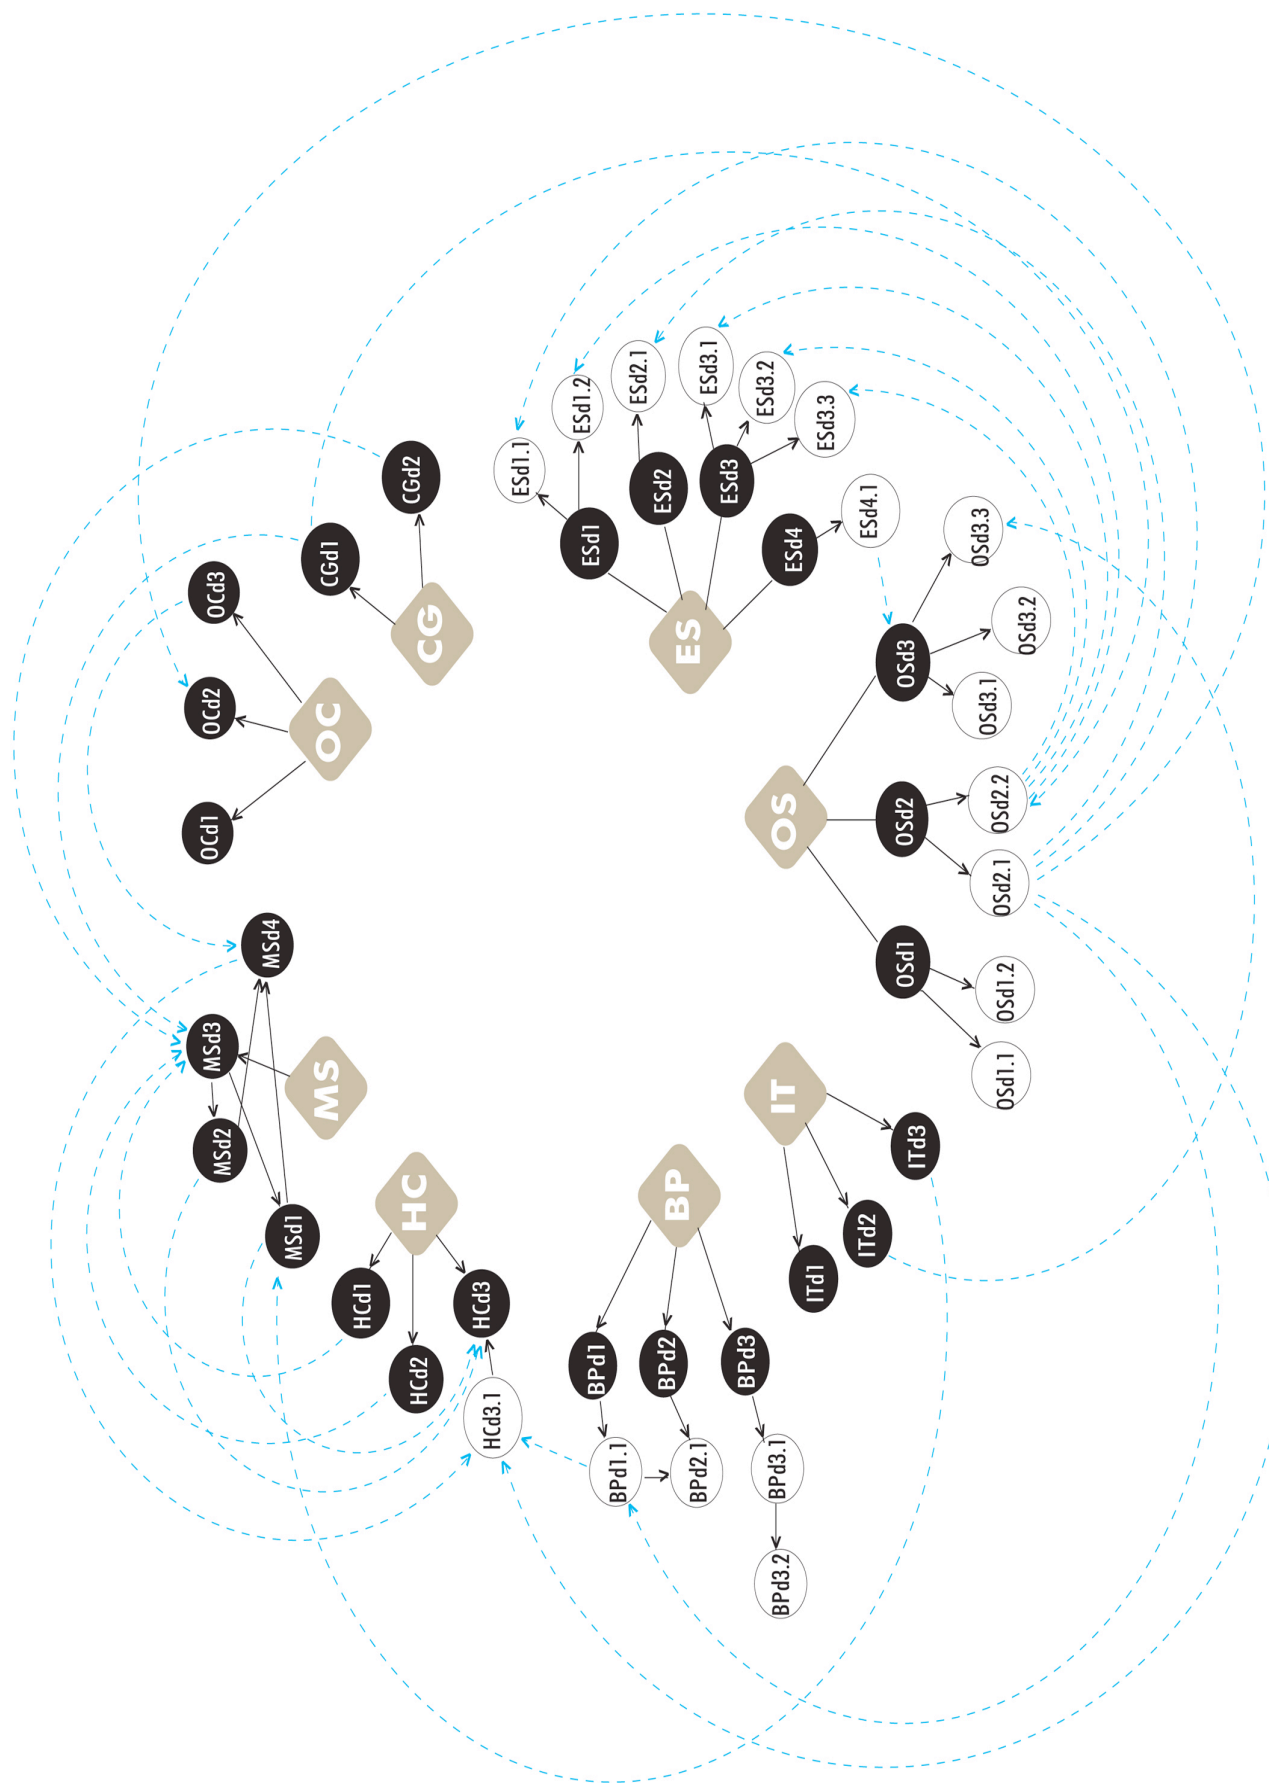 OCd1
OCd2
OCd3
OC
CGd1
CGd2
CG
ESd1.1
ESd1.2
ESd2.1
ESd3.1
ESd3.2
ESd3.3
ESd1
ESd2
ESd3
ESd4
ESd4.1
ES
OSd3.3
OSd3.2
OSd3.1
OSd3
OS
OSd2
OSd2.2
OSd2.1
OSd1
OSd1.2
OSd1.1
IT
ITd3
ITd2
ITd1
BP
BPd1
BPd2
BPd3
BPd1.1
BPd2.1
BPd3.1
BPd3.2
HC
HCd1
HCd2
HCd3
HCd3.1
MS
MSd1
MSd2
MSd3
MSd4